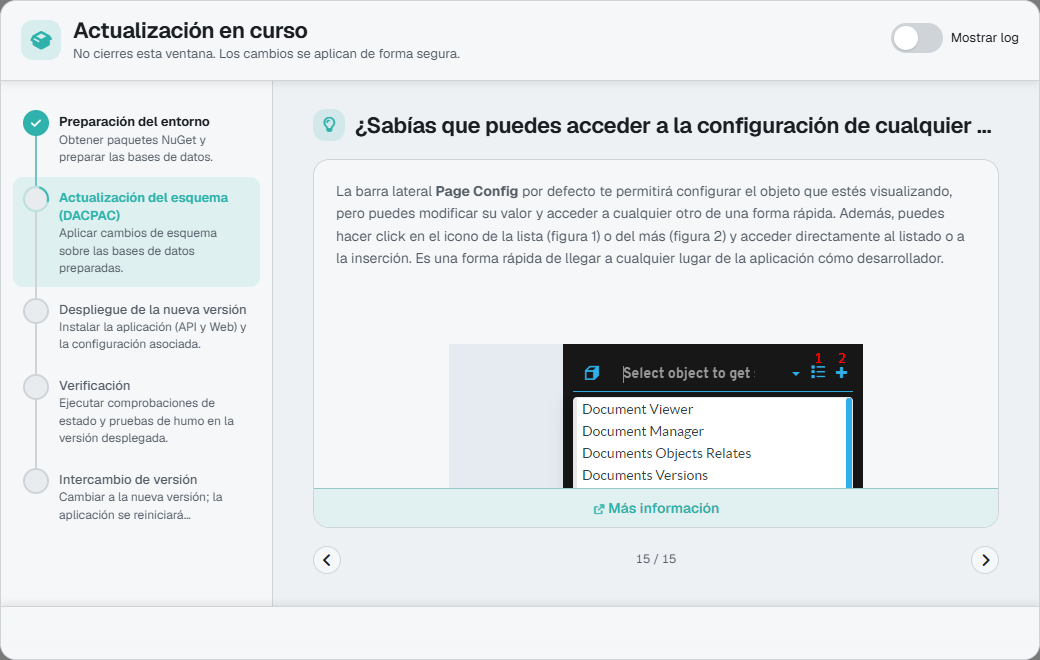 Actualización en curso
No cierres esta ventana. Los cambios se aplican de forma segura.
Mostrar log
Preparación del entorno
Obtener paquetes NuGet y
preparar las bases de datos.
Actualización del esquema
(DACPAC)
Aplicar cambios de esquema
sobre las bases de datos
preparadas.
Despliegue de la nueva versión
Instalar la aplicación (API y Web) y
la configuración asociada.
Verificación
Ejecutar comprobaciones de
estado y pruebas de humo en la
versión desplegada.
Intercambio de versión
Cambiar a la nueva versión; la
aplicación se reiniciará...
¿Sabías que puedes acceder a la configuración de cualquier ...
La barra lateral Page Config por defecto te permitirá configurar el objeto que estés visualizando,
pero puedes modificar su valor y acceder a cualquier otro de una forma rápida. Además, puedes
hacer click en el icono de la lista (figura 1) o del más (figura 2) y acceder directamente al listado o a
la inserción. Es una forma rápida de llegar a cualquier lugar de la aplicación cómo desarrollador.
1 2
Select object to get
Document Viewer
Document Manager
Documents Objects Relates
Documents Versions
Más información
15 / 15